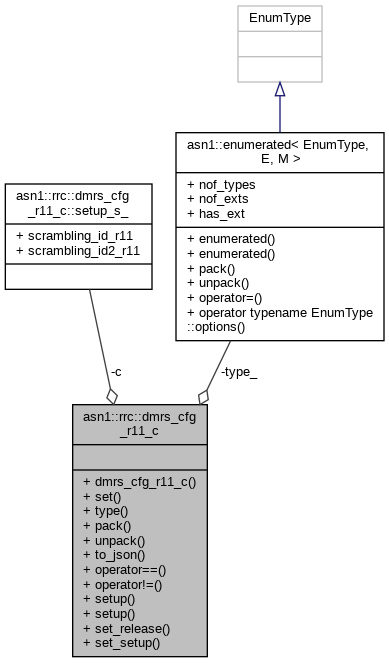 EnumType
asn1::enumerated< EnumType,
E, M >
+ nof_types
+ nof_exts
+ has_ext
+ enumerated()
+ enumerated()
+ pack()
+ unpack()
+ operator=()
+ operator typename EnumType
::options()
asn1::rrc::dmrs_cfg
_r11_c::setup_s_
+ scrambling_id_r11
+ scrambling_id2_r11
-c
-type_
asn1::rrc::dmrs_cfg
_r11_c
+ dmrs_cfg_r11_c()
+ set()
+ type()
+ pack()
+ unpack()
+ to_json()
+ operator==()
+ operator!=()
+ setup()
+ setup()
+ set_release()
+ set_setup()